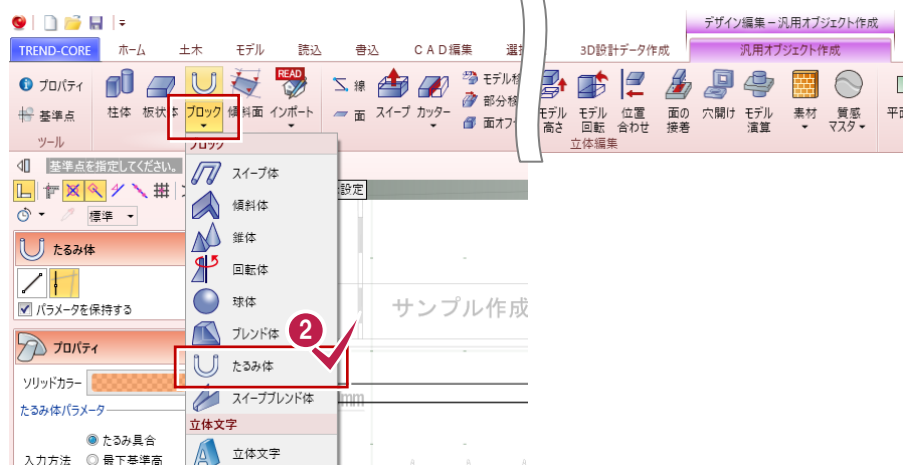 デザイン編集 – 汎用オブジェクト作成
TREND-CORE ホーム 土木 モデル 読込 書込 CAD編集 3D設計データ作成 汎用オブジェクト作成
プロパティ
基準点
柱体 ブロック 傾斜面 インポート
線
面
スイープ カッター
モデル
部分
モデル高さ モデル回転 位置合わせ 面の接着 穴開け モデル演算 素材 質感マスター
READ
ツール ブロック 立体編集
基準点を指定してください。
設定
標準
たるみ体
パラメータを保持する
プロパティ
ソリッドカラー
たるみ体パラメータ
たるみ具合
入力方法 最下基準高
スイープ体
傾斜体
錐体
回転体
球体
ブレンド体
2
たるみ体
スイープブレンド体
立体文字
立体文字
サンプル作成
mm